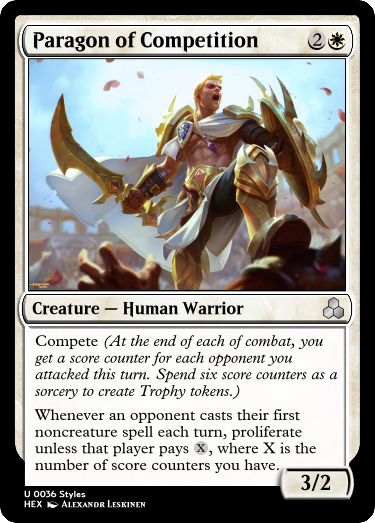 Paragon of Competition 2
Creature — Human Warrior
Compete (At the end of each of combat, you
get a score counter for each opponent you
attacked this turn. Spend six score counters as a
sorcery to create Trophy tokens.)
Whenever an opponent casts their first
noncreature spell each turn, proliferate
unless that player pays X, where X is the
number of score counters you have.
3/2
U 0036 Styles
HEX Alexandr Leskinen